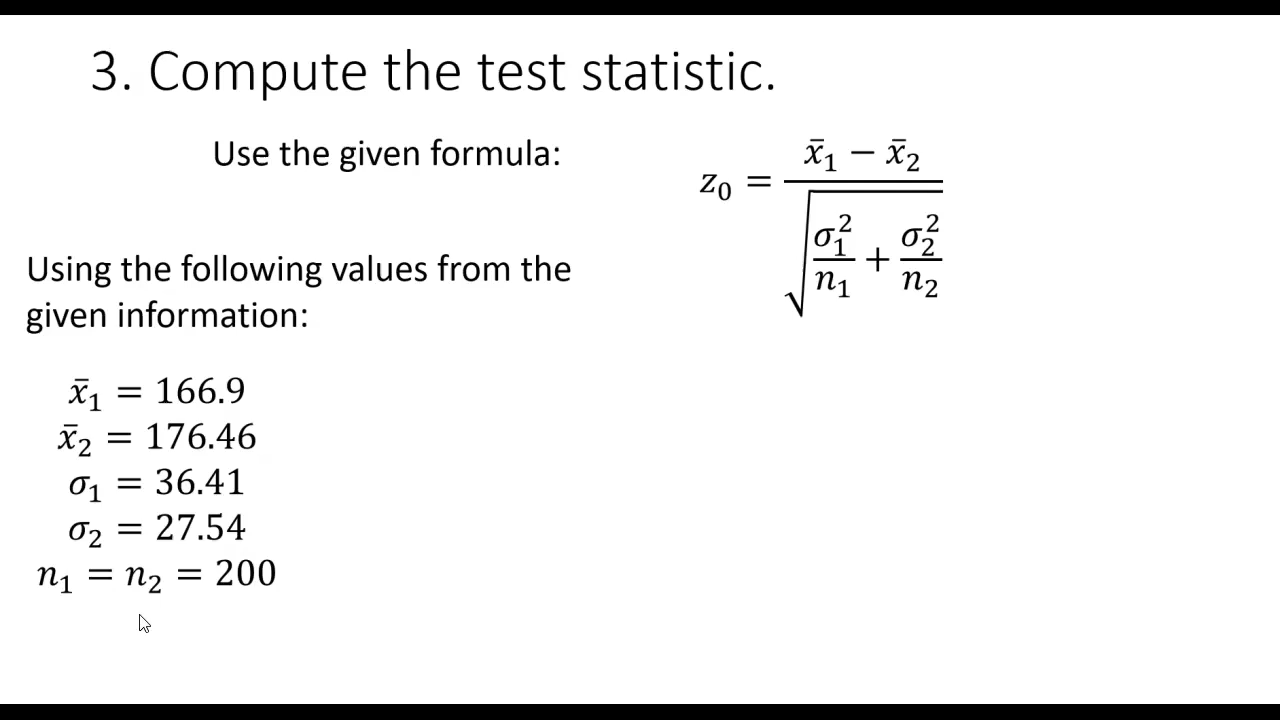 3. Compute the test statistic.
Use the given formula:
z₀ = (x̄₁ − x̄₂) / √(σ₁²/n₁ + σ₂²/n₂)
Using the following values from the
given information:
x̄₁ = 166.9
x̄₂ = 176.46
σ₁ = 36.41
σ₂ = 27.54
n₁ = n₂ = 200